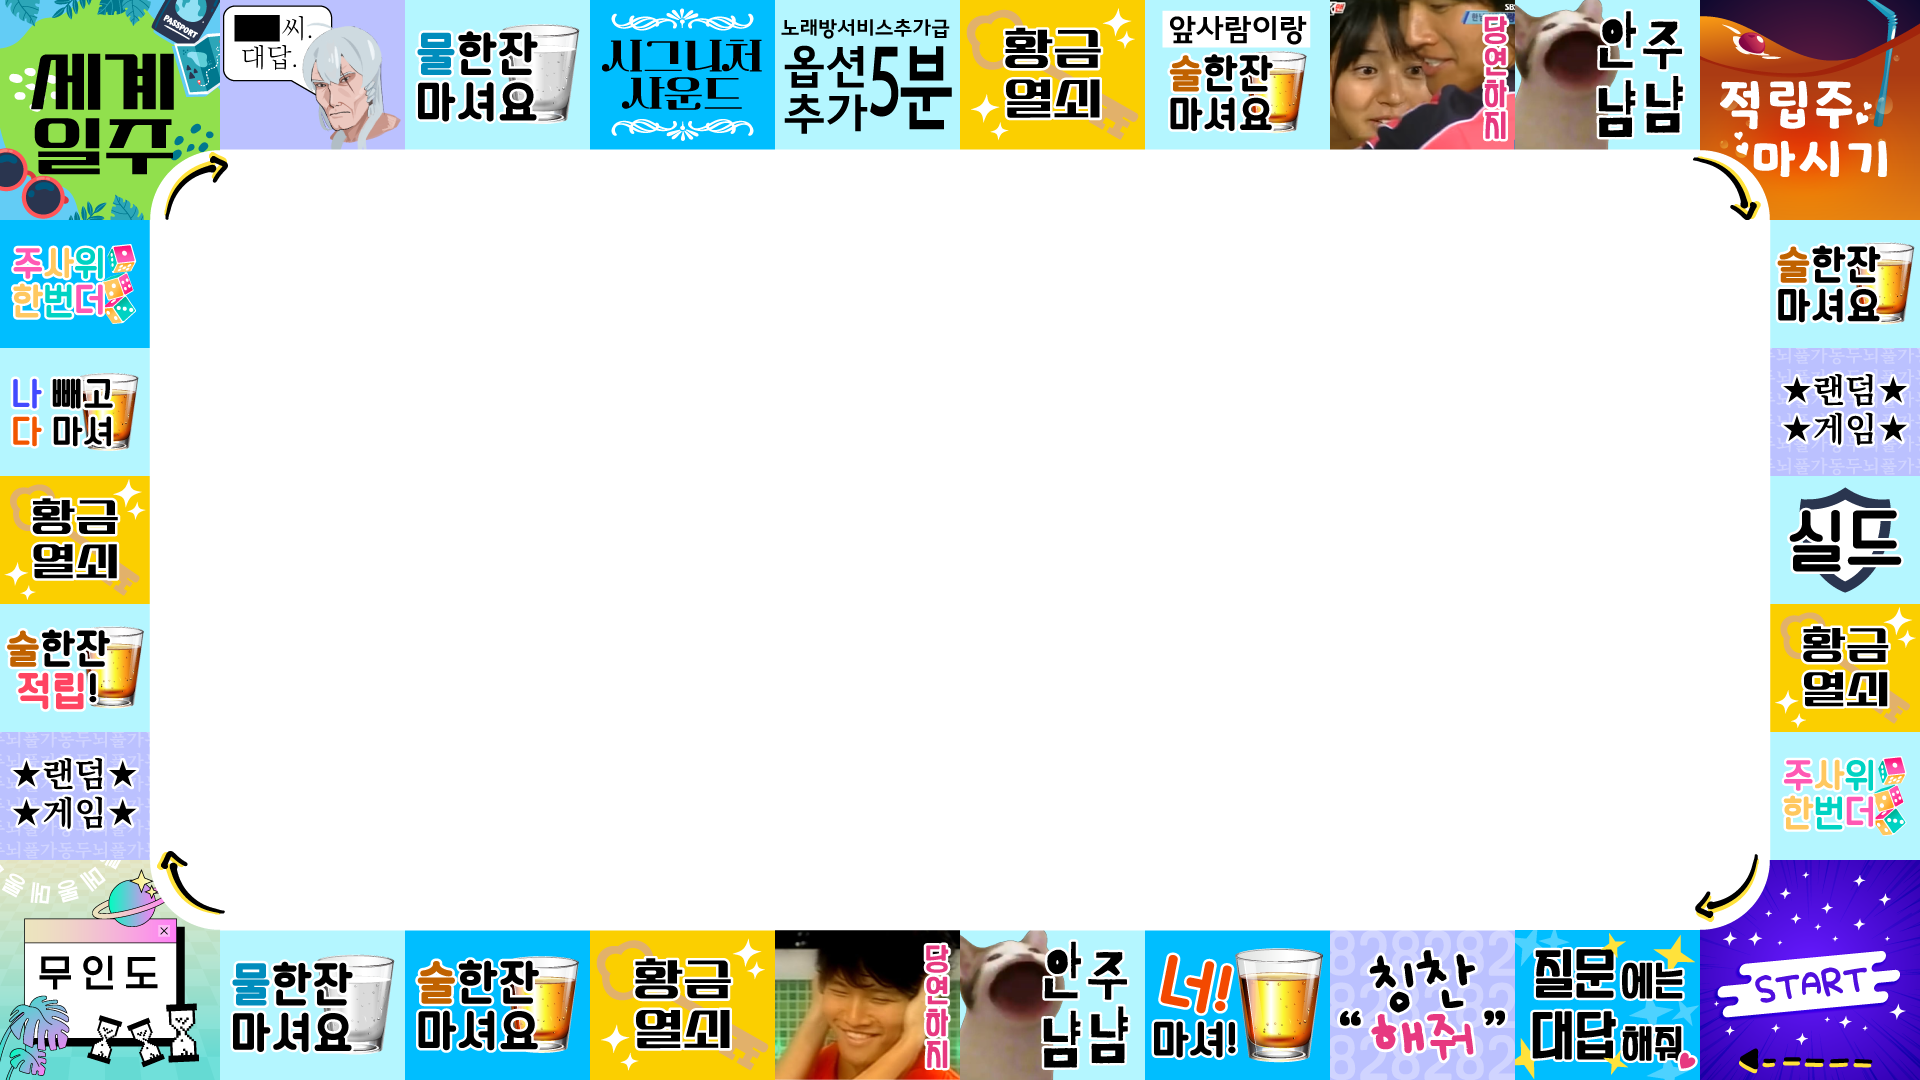 PASSPORT
세계
일주
씨.
대답.
물한잔
마셔요
시그니처
사운드
노래방서비스추가급
옵션
추가
5분
황금
열쇠
앞사람이랑
술한잔
마셔요
당연하지
안주
냠냠
적립주
마시기
주사위
한번더
술한잔
마셔요
나 빼고
다 마셔
★랜덤★
★게임★
황금
열쇠
실드
술한잔
적립!
황금
열쇠
★랜덤★
★게임★
주사위
한번더
무인도
물한잔
마셔요
술한잔
마셔요
황금
열쇠
당연하지
안주
냠냠
너!
마셔!
칭찬
“해줘”
질문에는
대답해줘
START